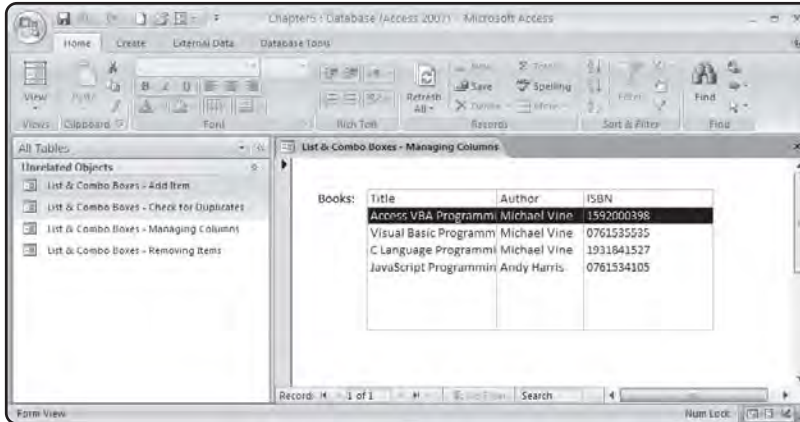 Chapter5 : Database (Access 2007) - Microsoft Access
Home Create External Data Database Tools
View Paste Refresh All Save Spelling Filter Find
Views Clipboard Font Rich Text Records Sort & Filter Find
All Tables
Unrelated Objects
List & Combo Boxes - Add Item
List & Combo Boxes - Check for Duplicates
List & Combo Boxes - Managing Columns
List & Combo Boxes - Removing Items
List & Combo Boxes - Managing Columns
Books:
Title Author ISBN
Access VBA Programmi Michael Vine 1592000398
Visual Basic Programm Michael Vine 0761535535
C Language Programmi Michael Vine 1931841527
JavaScript Programmin Andy Harris 0761534105
Record: 1 of 1 Search
Form View Num Lock